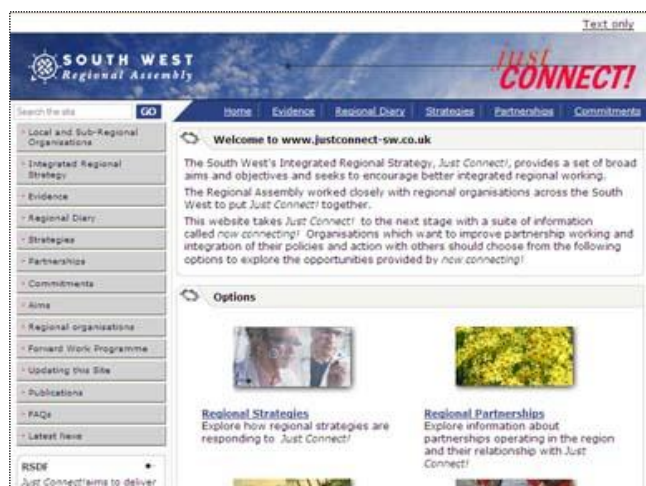 Text only
SOUTH WEST
Regional Assembly
just
CONNECT!
Search the site
GO
Home Evidence Regional Diary Strategies Partnerships Commitments
Local and Sub-Regional
Organisations
Integrated Regional
Strategy
Evidence
Regional Diary
Strategies
Partnerships
Commitments
Aims
Regional organisations
Forward Work Programme
Updating this Site
Publications
FAQs
Latest News
RSDF
Just Connect! aims to deliver
Welcome to www.justconnect-sw.co.uk
The South West's Integrated Regional Strategy, Just Connect!, provides a set of broad
aims and objectives and seeks to encourage better integrated regional working.
The Regional Assembly worked closely with regional organisations across the South
West to put Just Connect! together.
This website takes Just Connect! to the next stage with a suite of information
called now connecting! Organisations which want to improve partnership working and
integration of their policies and action with others should choose from the following
options to explore the opportunities provided by now connecting!
Options
Regional Strategies
Explore how regional strategies are
responding to Just Connect!
Regional Partnerships
Explore information about
partnerships operating in the region
and their relationship with Just
Connect!